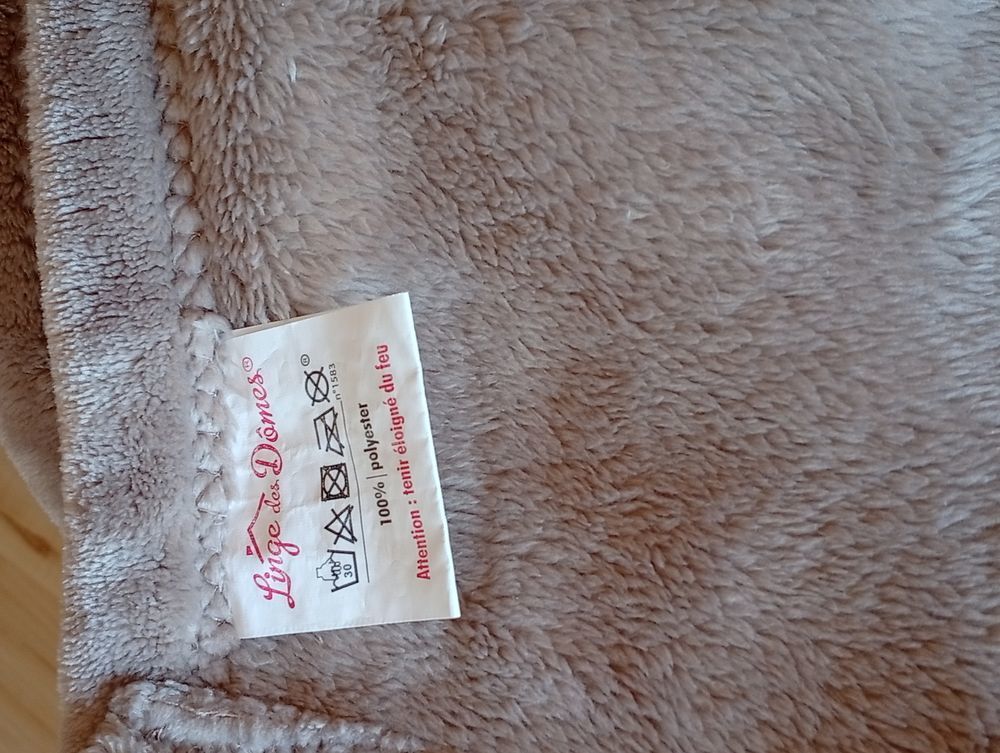 Linge des Dômes®
30 ®
n°1583
100% | polyester
Attention : tenir éloigné du feu